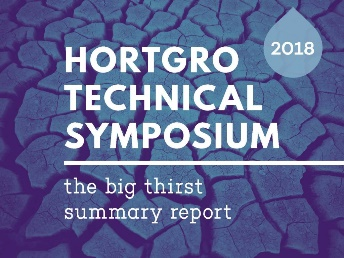 2018
HORTGRO
TECHNICAL
SYMPOSIUM
the big thirst
summary report